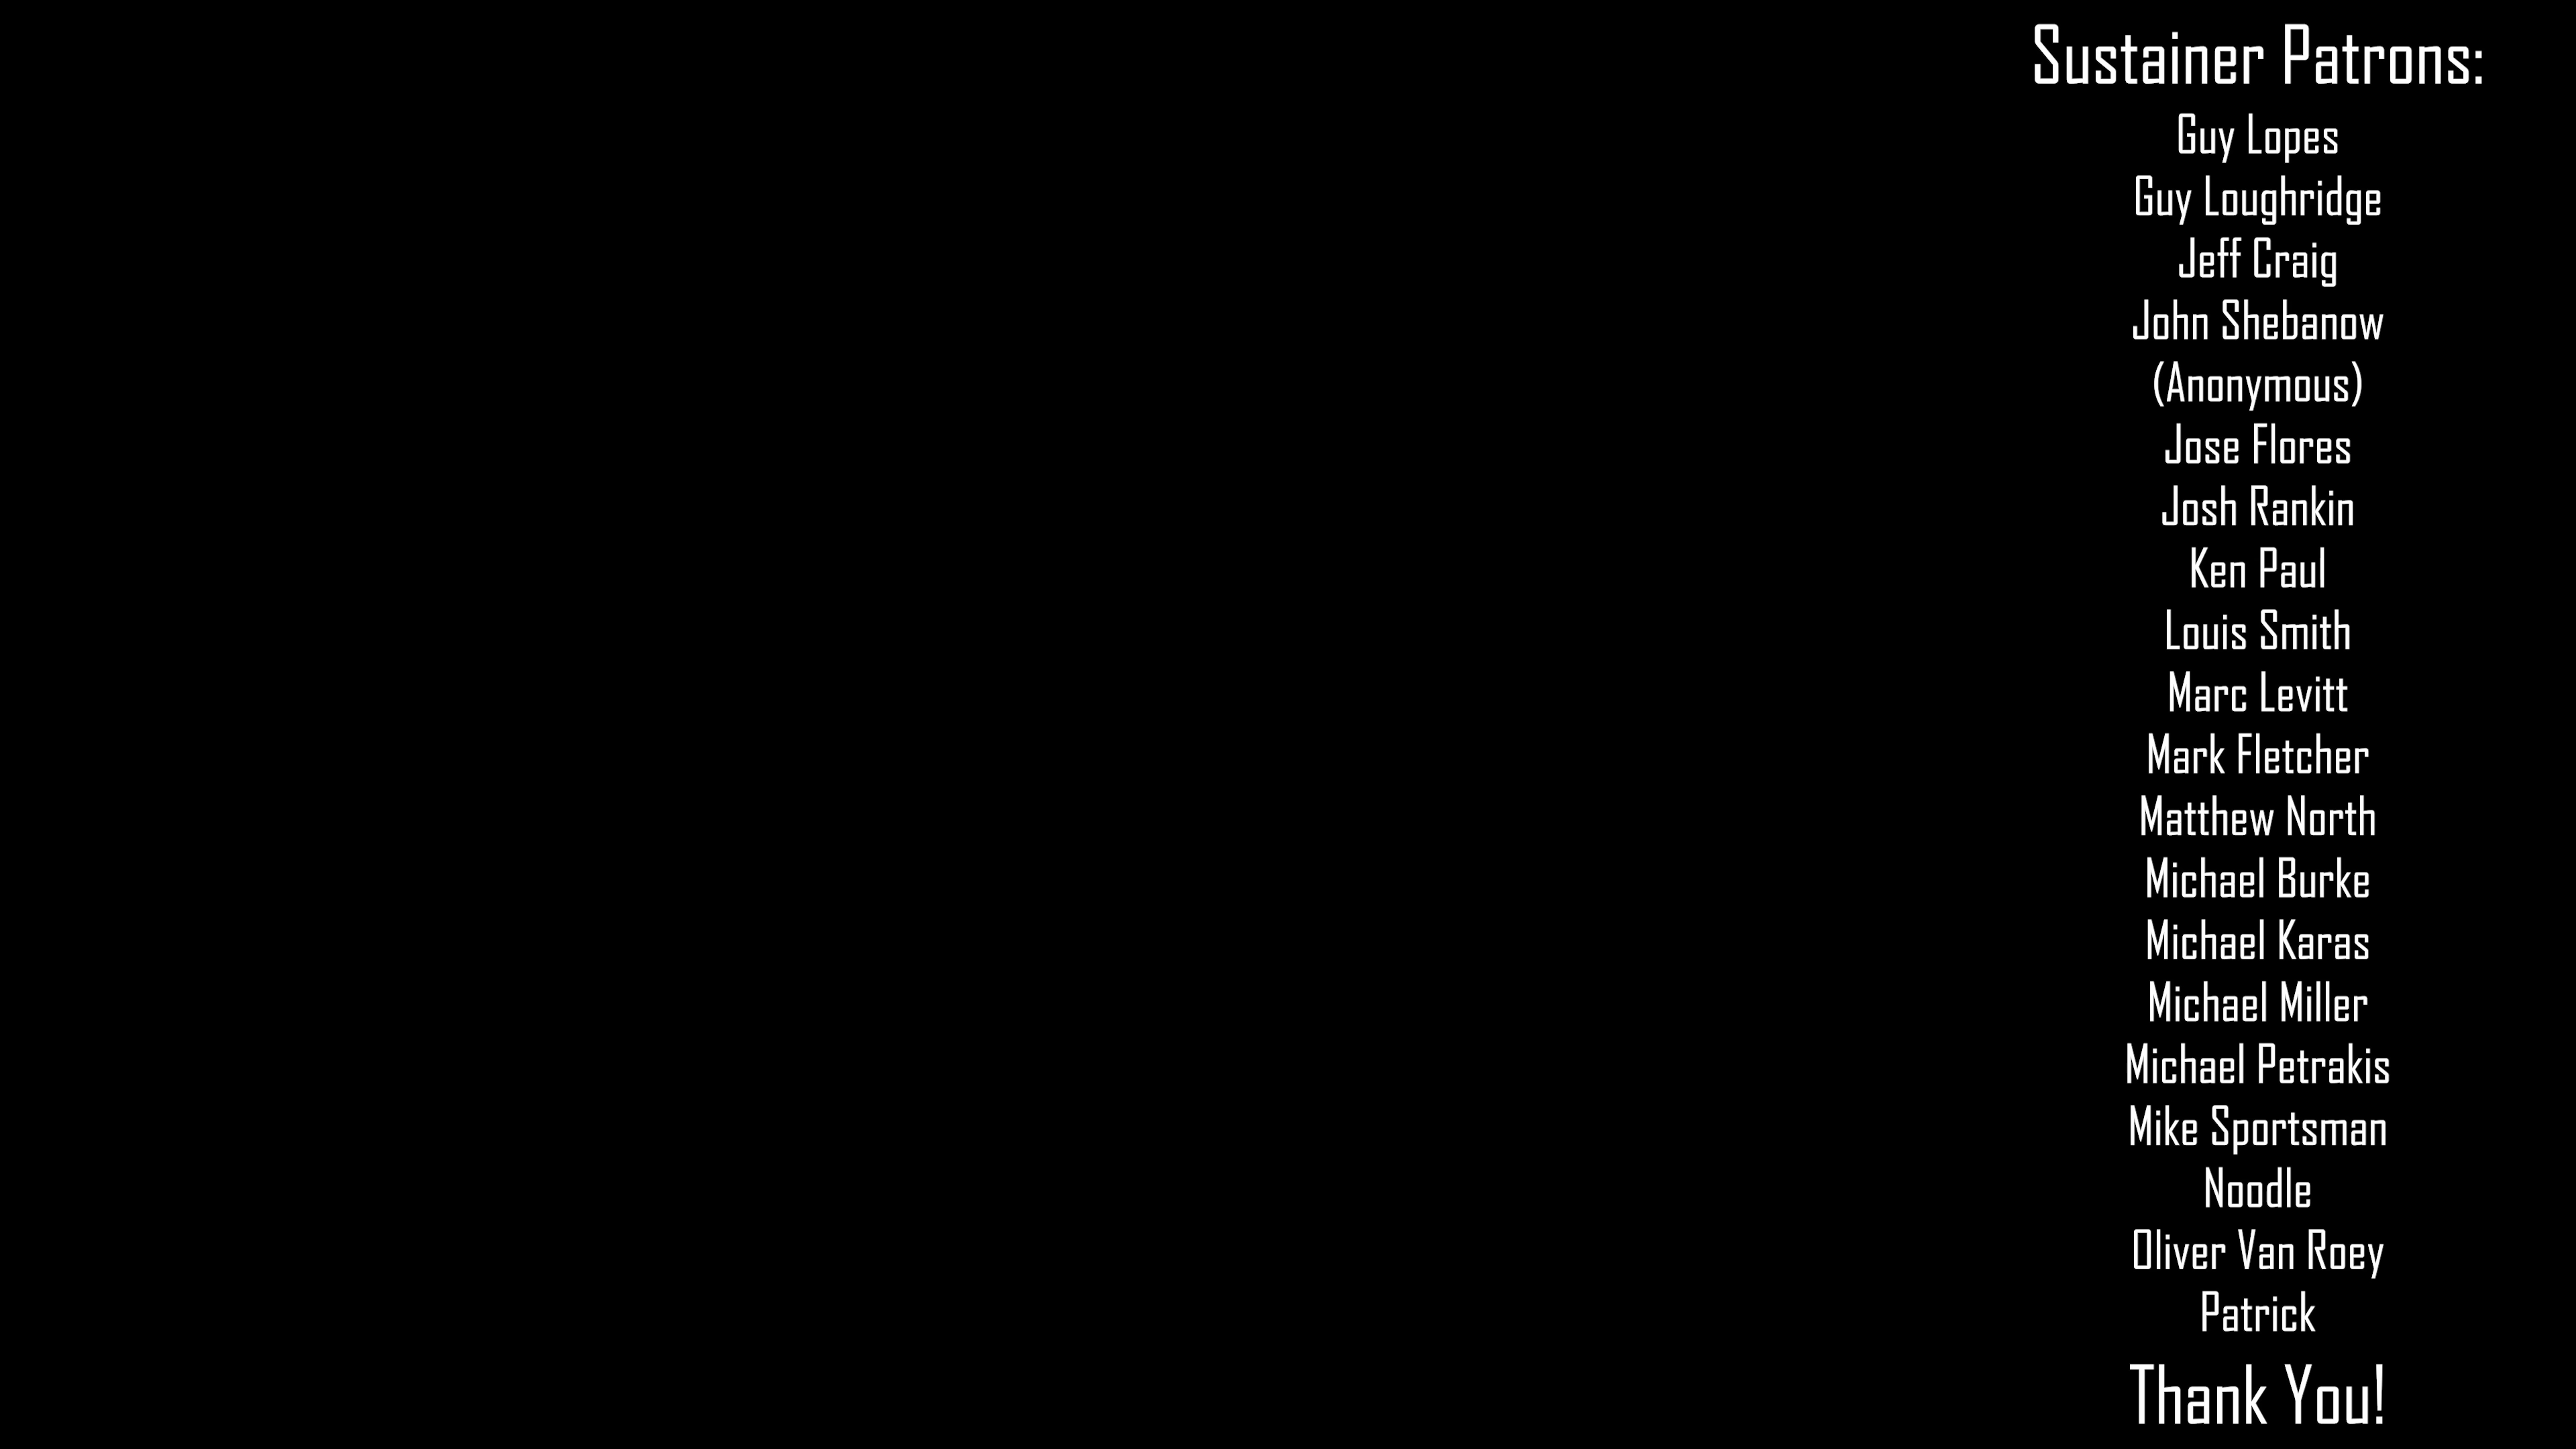 Sustainer Patrons:
Guy Lopes
Guy Loughridge
Jeff Craig
John Shebanow
(Anonymous)
Jose Flores
Josh Rankin
Ken Paul
Louis Smith
Marc Levitt
Mark Fletcher
Matthew North
Michael Burke
Michael Karas
Michael Miller
Michael Petrakis
Mike Sportsman
Noodle
Oliver Van Roey
Patrick
Thank You!